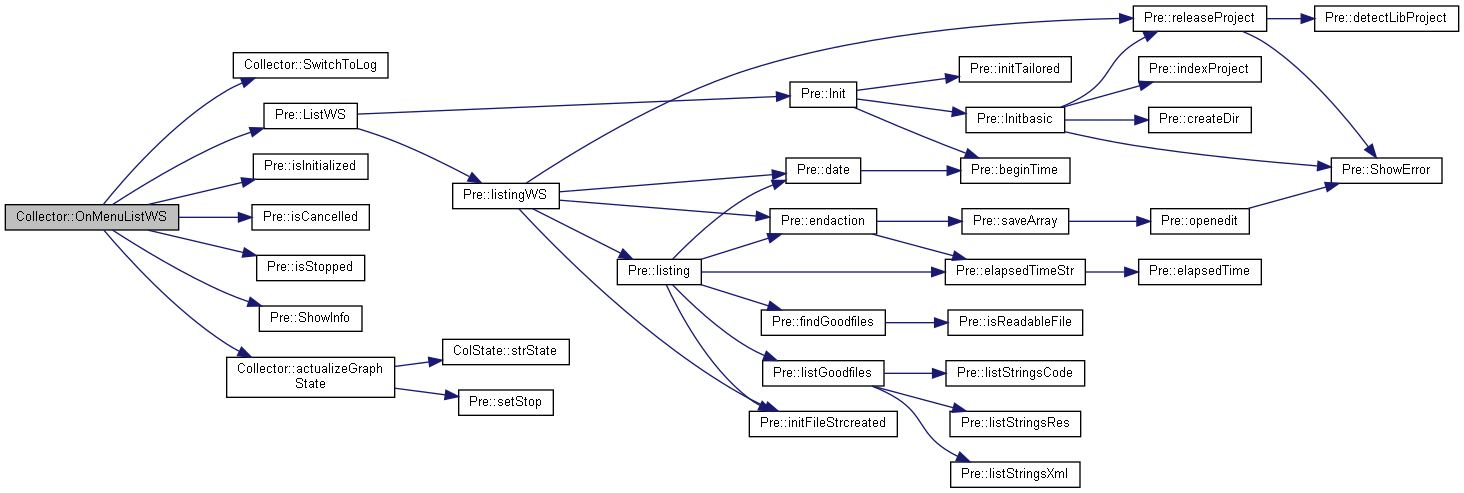 Collector::OnMenuListWS
Collector::SwitchToLog
Pre::ListWS
Pre::isInitialized
Pre::isCancelled
Pre::isStopped
Pre::ShowInfo
Collector::actualizeGraph
State
Pre::Init
Pre::listingWS
ColState::strState
Pre::setStop
Pre::initTailored
Pre::Initbasic
Pre::beginTime
Pre::date
Pre::endaction
Pre::listing
Pre::initFileStrcreated
Pre::releaseProject
Pre::detectLibProject
Pre::indexProject
Pre::createDir
Pre::ShowError
Pre::saveArray
Pre::openedit
Pre::elapsedTimeStr
Pre::elapsedTime
Pre::findGoodfiles
Pre::isReadableFile
Pre::listGoodfiles
Pre::listStringsCode
Pre::listStringsRes
Pre::listStringsXml